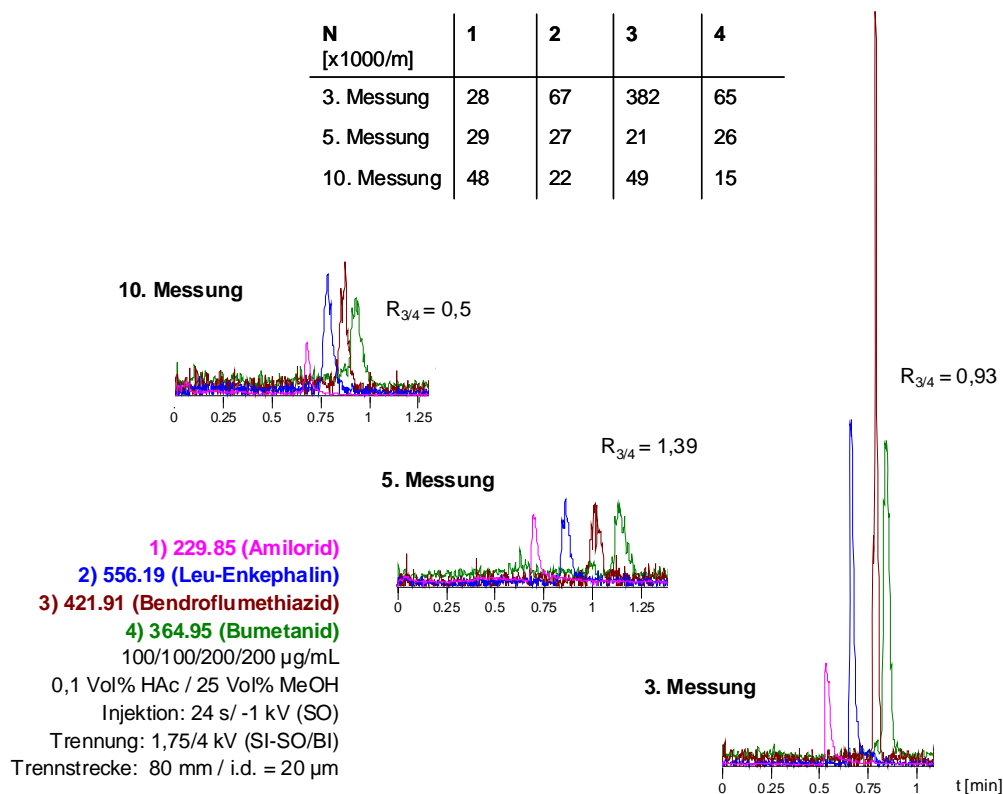 N 1 2 3 4
[x1000/m]
3. Messung 28 67 382 65
5. Messung 29 27 21 26
10. Messung 48 22 49 15
10. Messung
R3/4 = 0,5
0 0.25 0.5 0.75 1 1.25
R3/4 = 0,93
R3/4 = 1,39
5. Messung
0 0.25 0.5 0.75 1 1.25
1) 229.85 (Amilorid)
2) 556.19 (Leu-Enkephalin)
3) 421.91 (Bendroflumethiazid)
4) 364.95 (Bumetanid)
100/100/200/200 µg/mL
0,1 Vol% HAc / 25 Vol% MeOH
Injektion: 24 s/ -1 kV (SO)
Trennung: 1,75/4 kV (SI-SO/BI)
Trennstrecke: 80 mm / i.d. = 20 µm
3. Messung
0 0.25 0.5 0.75 1 t [min]